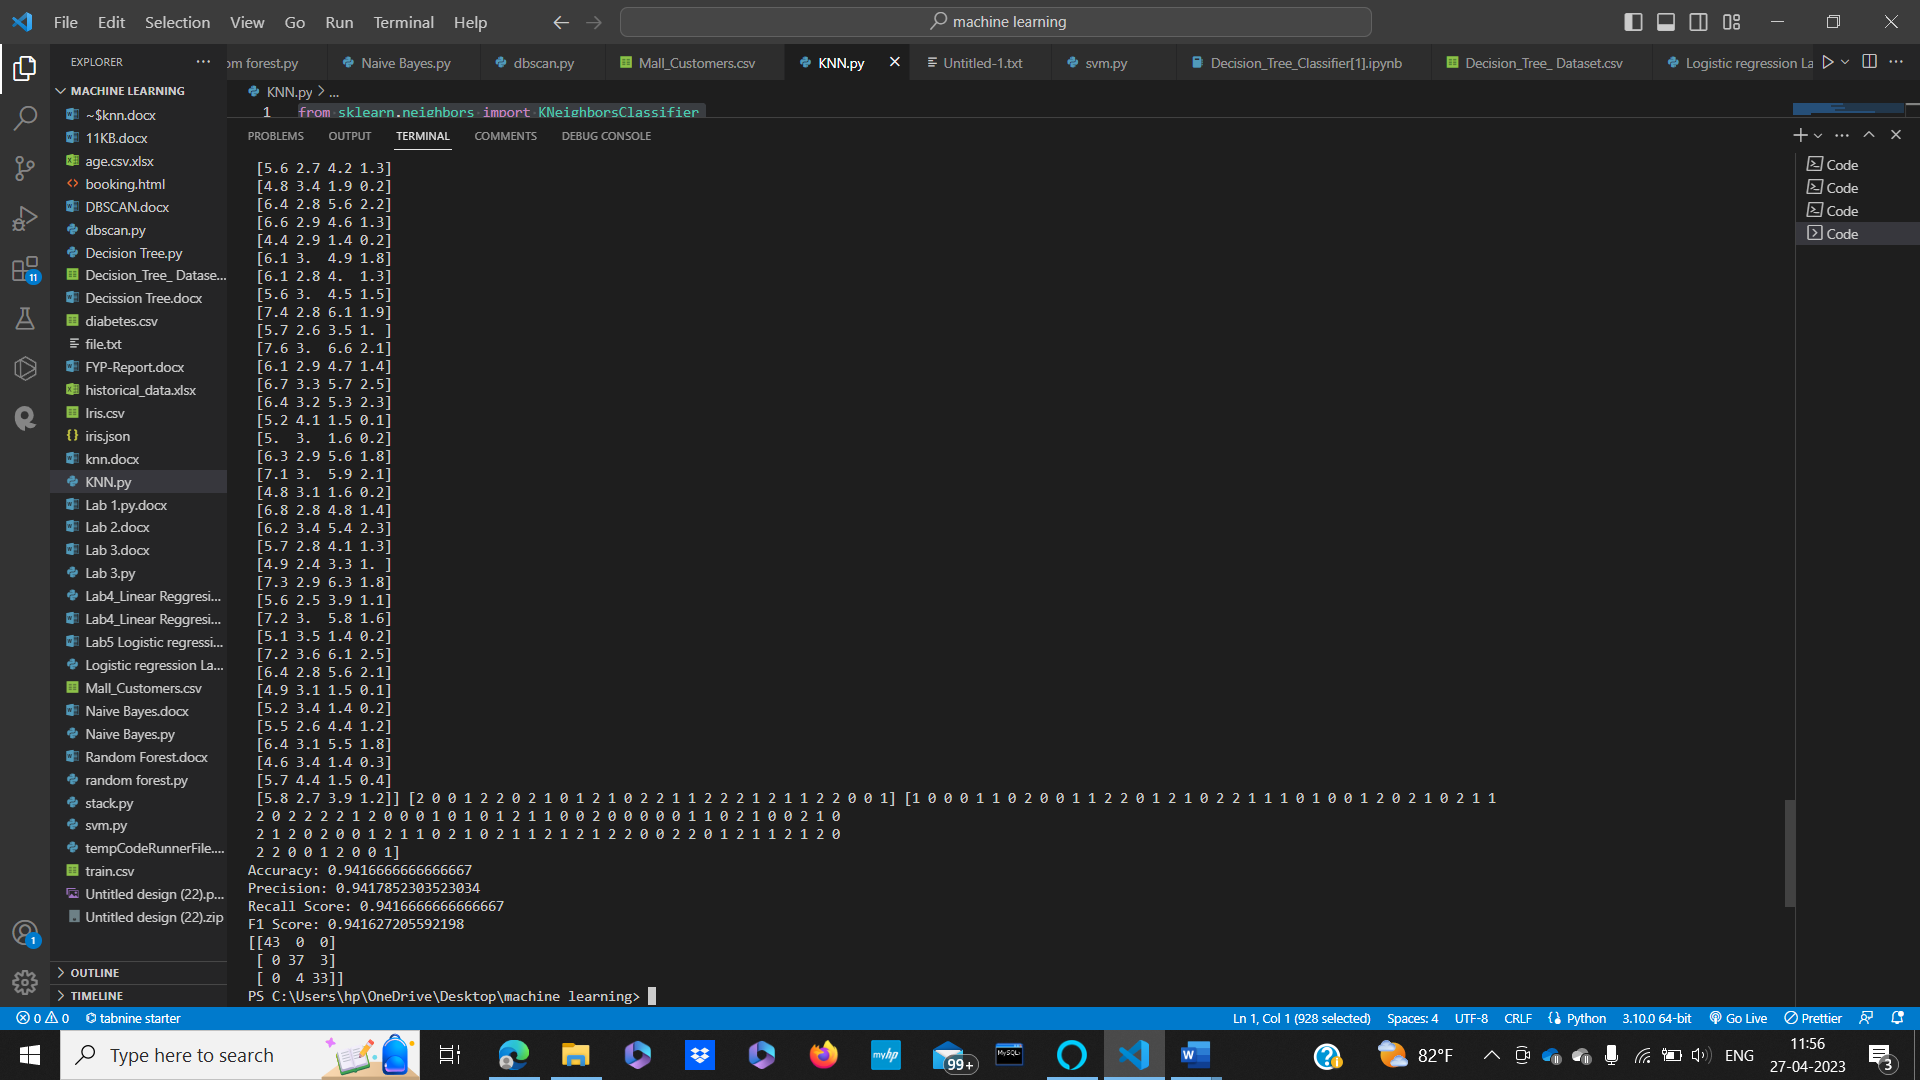 File Edit Selection View Go Run Terminal Help
machine learning
EXPLORER
om forest.py
Naive Bayes.py
dbscan.py
Mall_Customers.csv
KNN.py
Untitled-1.txt
svm.py
Decision_Tree_Classifier[1].ipynb
Decision_Tree_ Dataset.csv
Logistic regression La
MACHINE LEARNING
~$knn.docx
11KB.docx
age.csv.xlsx
booking.html
DBSCAN.docx
dbscan.py
Decision Tree.py
Decision_Tree_ Datase...
Decission Tree.docx
diabetes.csv
file.txt
FYP-Report.docx
historical_data.xlsx
Iris.csv
iris.json
knn.docx
KNN.py
Lab 1.py.docx
Lab 2.docx
Lab 3.docx
Lab 3.py
Lab4_Linear Reggresi...
Lab4_Linear Reggresi...
Lab5 Logistic regressi...
Logistic regression La...
Mall_Customers.csv
Naive Bayes.docx
Naive Bayes.py
Random Forest.docx
random forest.py
stack.py
svm.py
tempCodeRunnerFile....
train.csv
Untitled design (22).p...
Untitled design (22).zip
OUTLINE
TIMELINE
11
1
KNN.py > ...
1 from sklearn.neighbors import KNeighborsClassifier
PROBLEMS OUTPUT TERMINAL COMMENTS DEBUG CONSOLE
Code
Code
Code
Code
[5.6 2.7 4.2 1.3]
[4.8 3.4 1.9 0.2]
[6.4 2.8 5.6 2.2]
[6.6 2.9 4.6 1.3]
[4.4 2.9 1.4 0.2]
[6.1 3.  4.9 1.8]
[6.1 2.8 4.  1.3]
[5.6 3.  4.5 1.5]
[7.4 2.8 6.1 1.9]
[5.7 2.6 3.5 1. ]
[7.6 3.  6.6 2.1]
[6.1 2.9 4.7 1.4]
[6.7 3.3 5.7 2.5]
[6.4 3.2 5.3 2.3]
[5.2 4.1 1.5 0.1]
[5.  3.  1.6 0.2]
[6.3 2.9 5.6 1.8]
[7.1 3.  5.9 2.1]
[4.8 3.1 1.6 0.2]
[6.8 2.8 4.8 1.4]
[6.2 3.4 5.4 2.3]
[5.7 2.8 4.1 1.3]
[4.9 2.4 3.3 1. ]
[7.3 2.9 6.3 1.8]
[5.6 2.5 3.9 1.1]
[7.2 3.  5.8 1.6]
[5.1 3.5 1.4 0.2]
[7.2 3.6 6.1 2.5]
[6.4 2.8 5.6 2.1]
[4.9 3.1 1.5 0.1]
[5.2 3.4 1.4 0.2]
[5.5 2.6 4.4 1.2]
[6.4 3.1 5.5 1.8]
[4.6 3.4 1.4 0.3]
[5.7 4.4 1.5 0.4]
[5.8 2.7 3.9 1.2]] [2 0 0 1 2 2 0 2 1 0 1 2 1 0 2 2 1 1 2 2 2 1 2 1 1 2 2 0 0 1] [1 0 0 0 1 1 0 2 0 0 1 1 2 2 0 1 2 1 0 2 2 1 1 1 0 1 0 0 1 2 0 2 1 0 2 1 1
2 0 2 2 2 2 1 2 0 0 0 1 0 1 0 1 2 1 1 0 0 2 0 0 0 0 0 1 1 0 2 1 0 0 2 1 0
2 1 2 0 2 0 0 1 2 1 1 0 2 1 0 2 1 1 2 1 2 1 2 2 0 0 2 2 0 1 2 1 1 2 1 2 0
2 2 0 0 1 2 0 0 1]
Accuracy: 0.9416666666666667
Precision: 0.9417852303523034
Recall Score: 0.9416666666666667
F1 Score: 0.941627205592198
[[43  0  0]
[ 0 37  3]
[ 0  4 33]]
PS C:\Users\hp\OneDrive\Desktop\machine learning>
0 0 tabnine starter
Ln 1, Col 1 (928 selected) Spaces: 4 UTF-8 CRLF Python 3.10.0 64-bit Go Live Prettier
Type here to search
myhp
99+
MySQL
W
82°F
ENG
11:56
27-04-2023
3